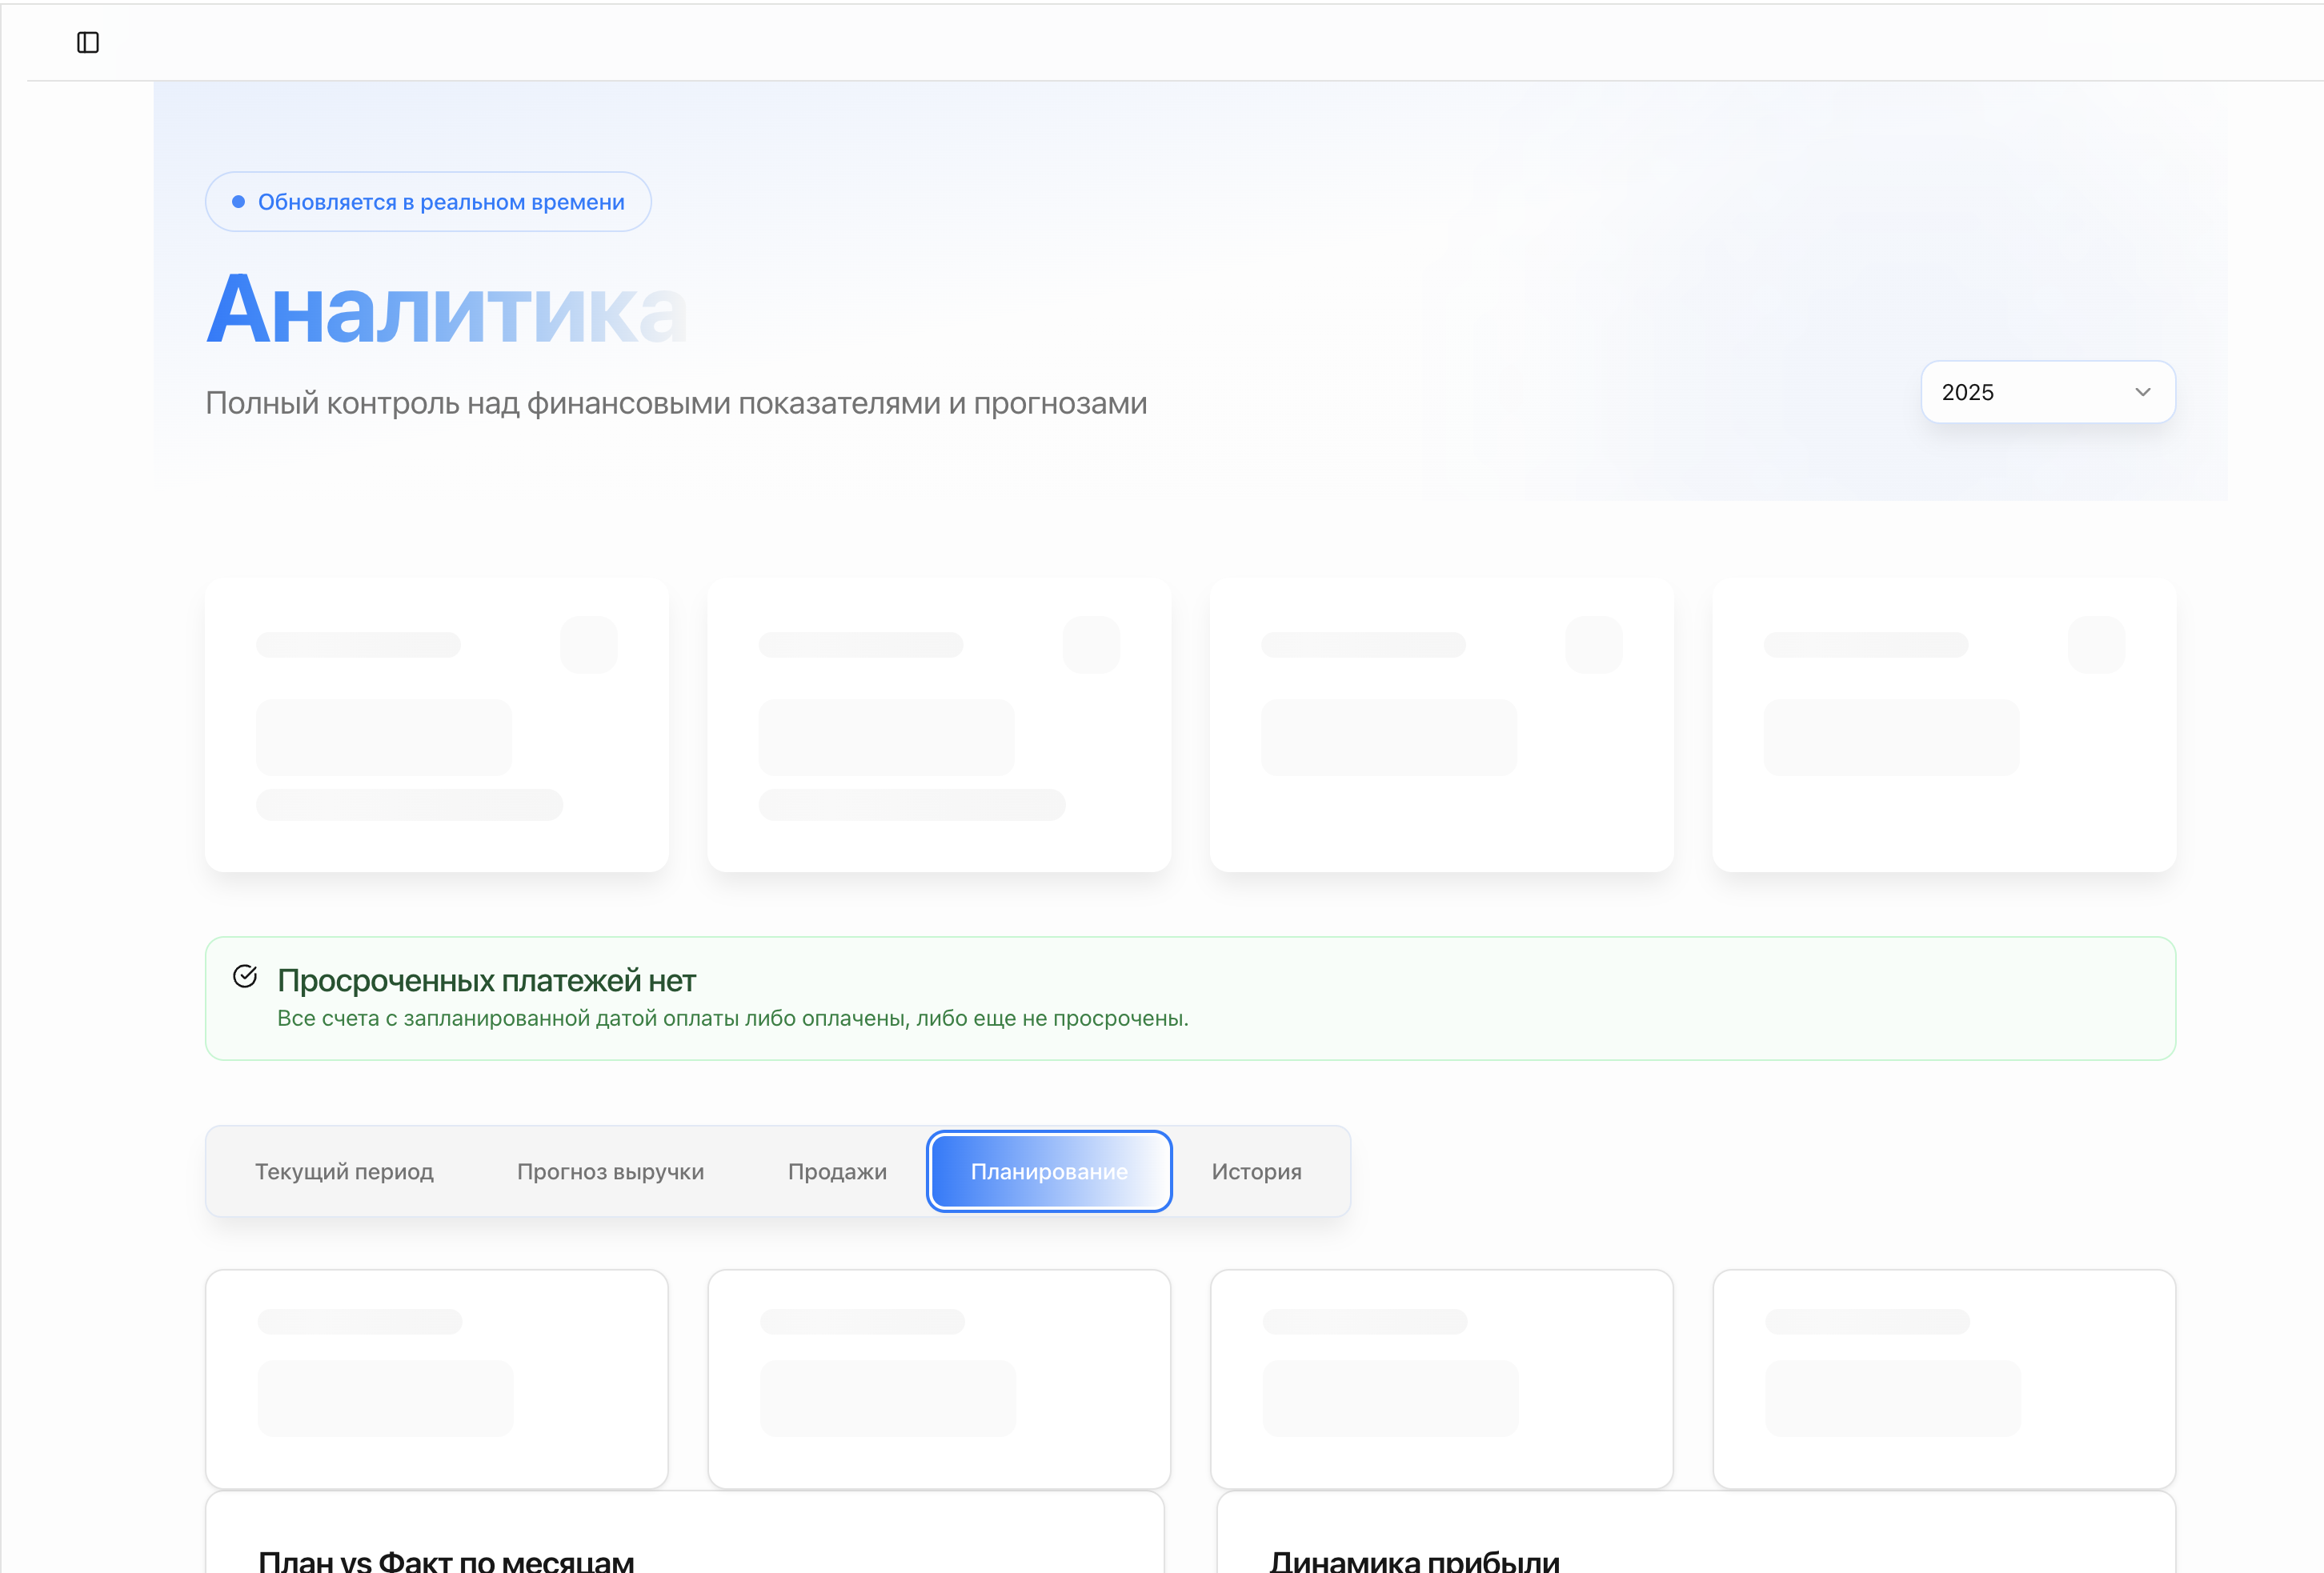 Обновляется в реальном времени
Аналитика
Полный контроль над финансовыми показателями и прогнозами
2025
Просроченных платежей нет
Все счета с запланированной датой оплаты либо оплачены, либо еще не просрочены.
Текущий период
Прогноз выручки
Продажи
Планирование
История
План vs Факт по месяцам
Динамика прибыли